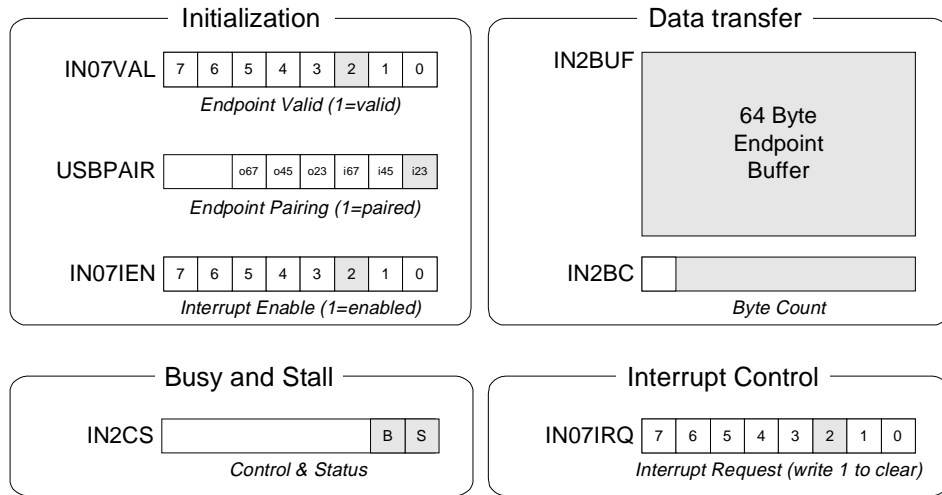 Initialization
IN07VAL 7 6 5 4 3 2 1 0
Endpoint Valid (1=valid)
USBPAIR o67 o45 o23 i67 i45 i23
Endpoint Pairing (1=paired)
IN07IEN 7 6 5 4 3 2 1 0
Interrupt Enable (1=enabled)
Data transfer
IN2BUF
64 Byte
Endpoint
Buffer
IN2BC
Byte Count
Busy and Stall
IN2CS B S
Control & Status
Interrupt Control
IN07IRQ 7 6 5 4 3 2 1 0
Interrupt Request (write 1 to clear)